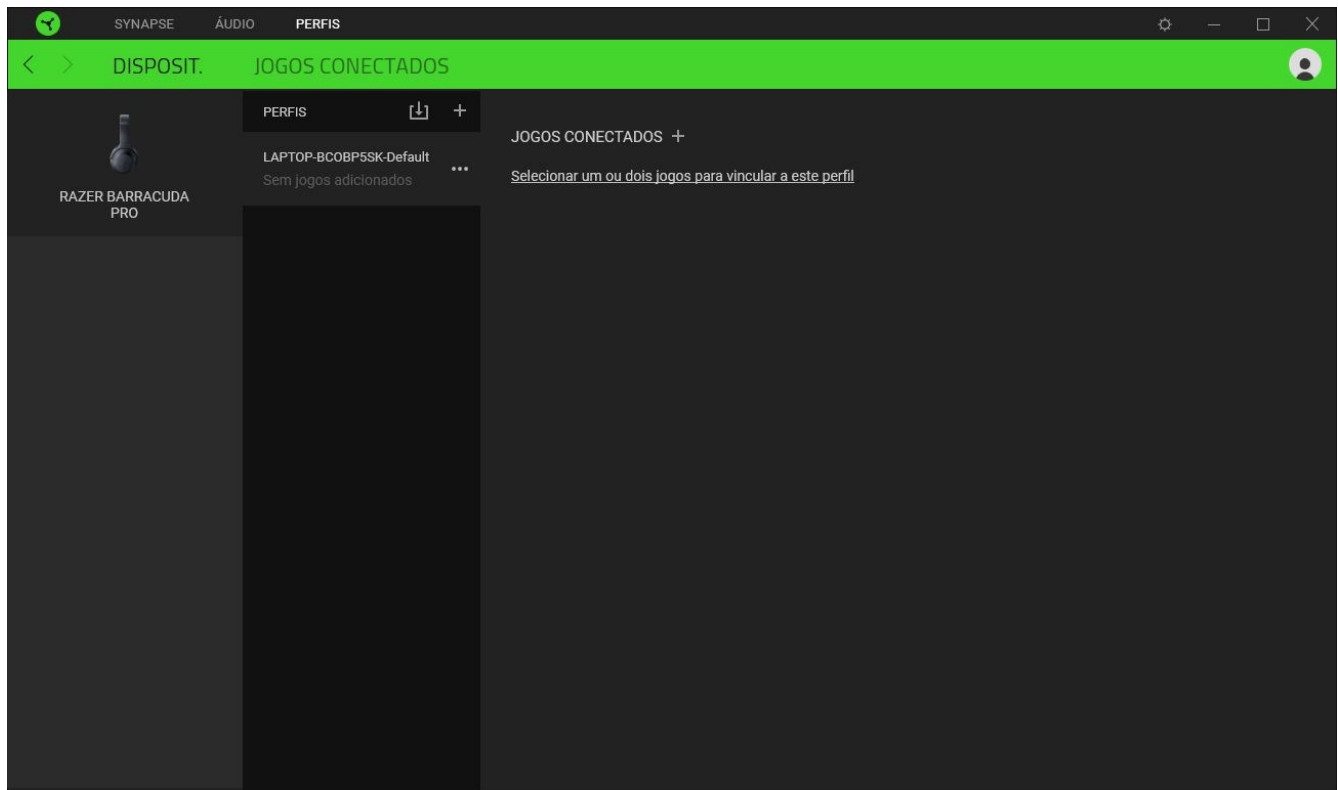 SYNAPSE ÁUDIO PERFIS
DISPOSIT. JOGOS CONECTADOS
RAZER BARRACUDA
PRO
PERFIS
LAPTOP-BCOBP5SK-Default
Sem jogos adicionados
JOGOS CONECTADOS +
Selecionar um ou dois jogos para vincular a este perfil